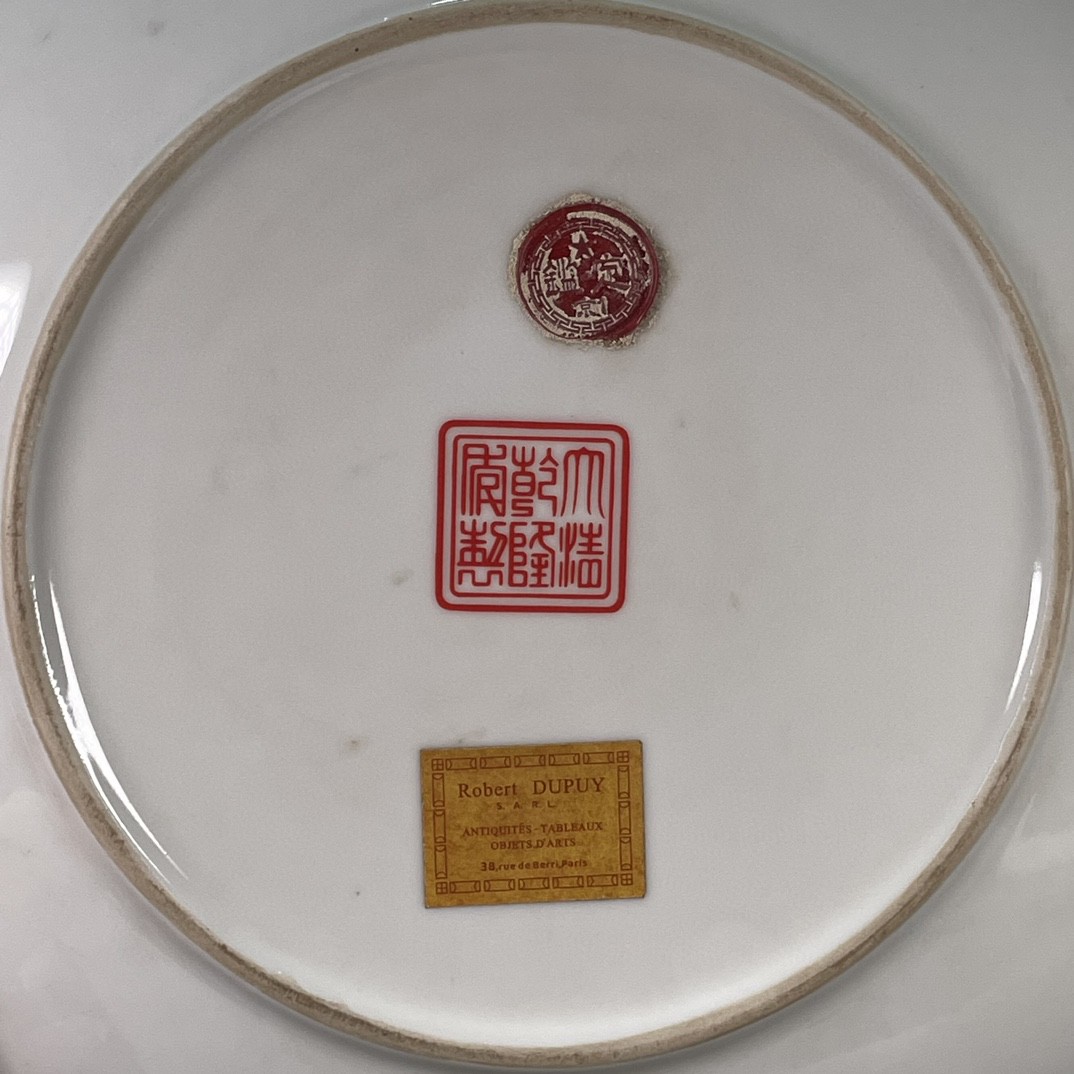 大清
乾隆
年製
Robert DUPUY
S. A. R. L.
ANTIQUITÉS - TABLEAUX
OBJETS D'ARTS
38, rue de Berri, Paris